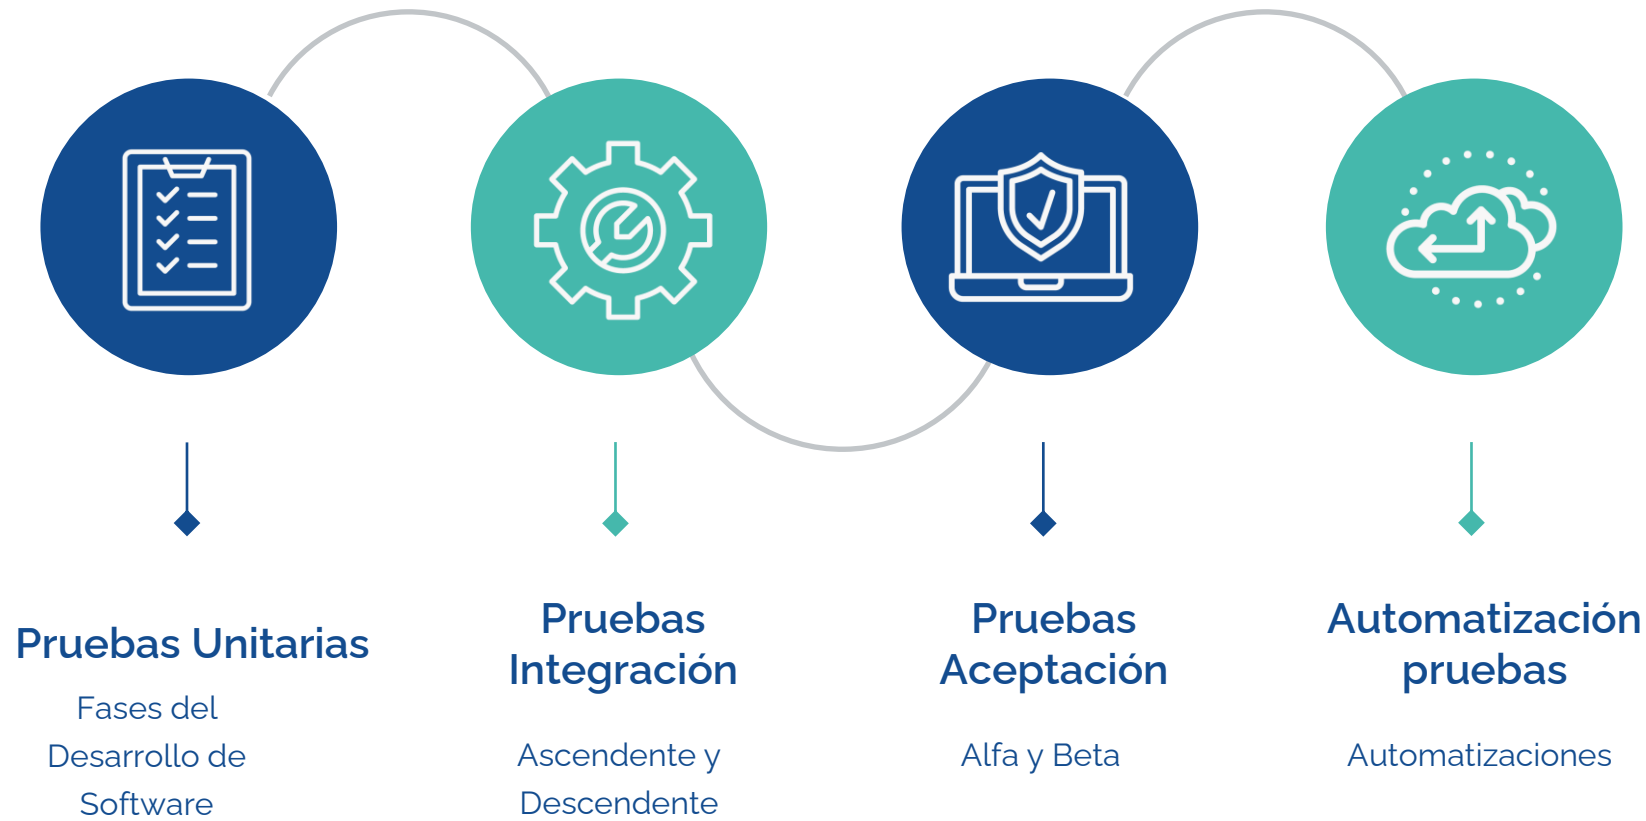 Pruebas Unitarias
Fases del
Desarrollo de
Software
Pruebas
Integración
Ascendente y
Descendente
Pruebas
Aceptación
Alfa y Beta
Automatización
pruebas
Automatizaciones